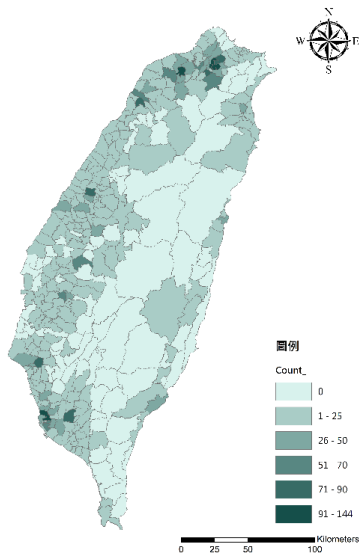 N
W
E
S
圖例
Count_
0
1 - 25
26 - 50
51 70
71 - 90
91 - 144
Kilometers
0 25 50 100